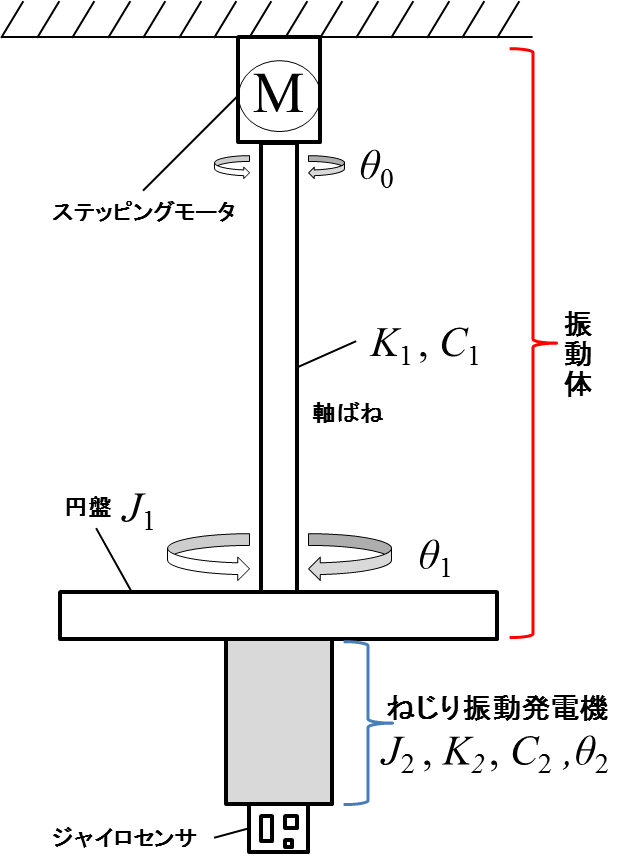 M
θ0
ステッピングモータ
K1 , C1
軸ばね
振動体
円盤 J1
θ1
ねじり振動発電機
J2 , K2, C2 ,θ2
ジャイロセンサ